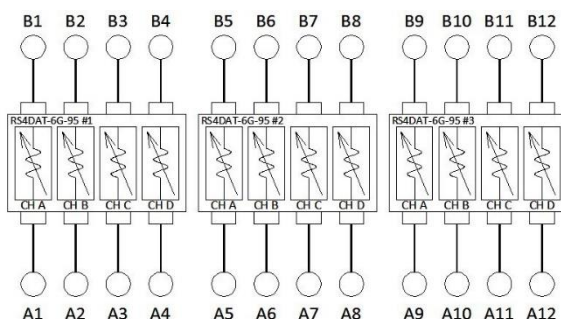 B1 B2 B3 B4 B5 B6 B7 B8 B9 B10 B11 B12
RS4DAT-6G-95 #1 RS4DAT-6G-95 #2 RS4DAT-6G-95 #3
CH A CH B CH C CH D CH A CH B CH C CH D CH A CH B CH C CH D
A1 A2 A3 A4 A5 A6 A7 A8 A9 A10 A11 A12